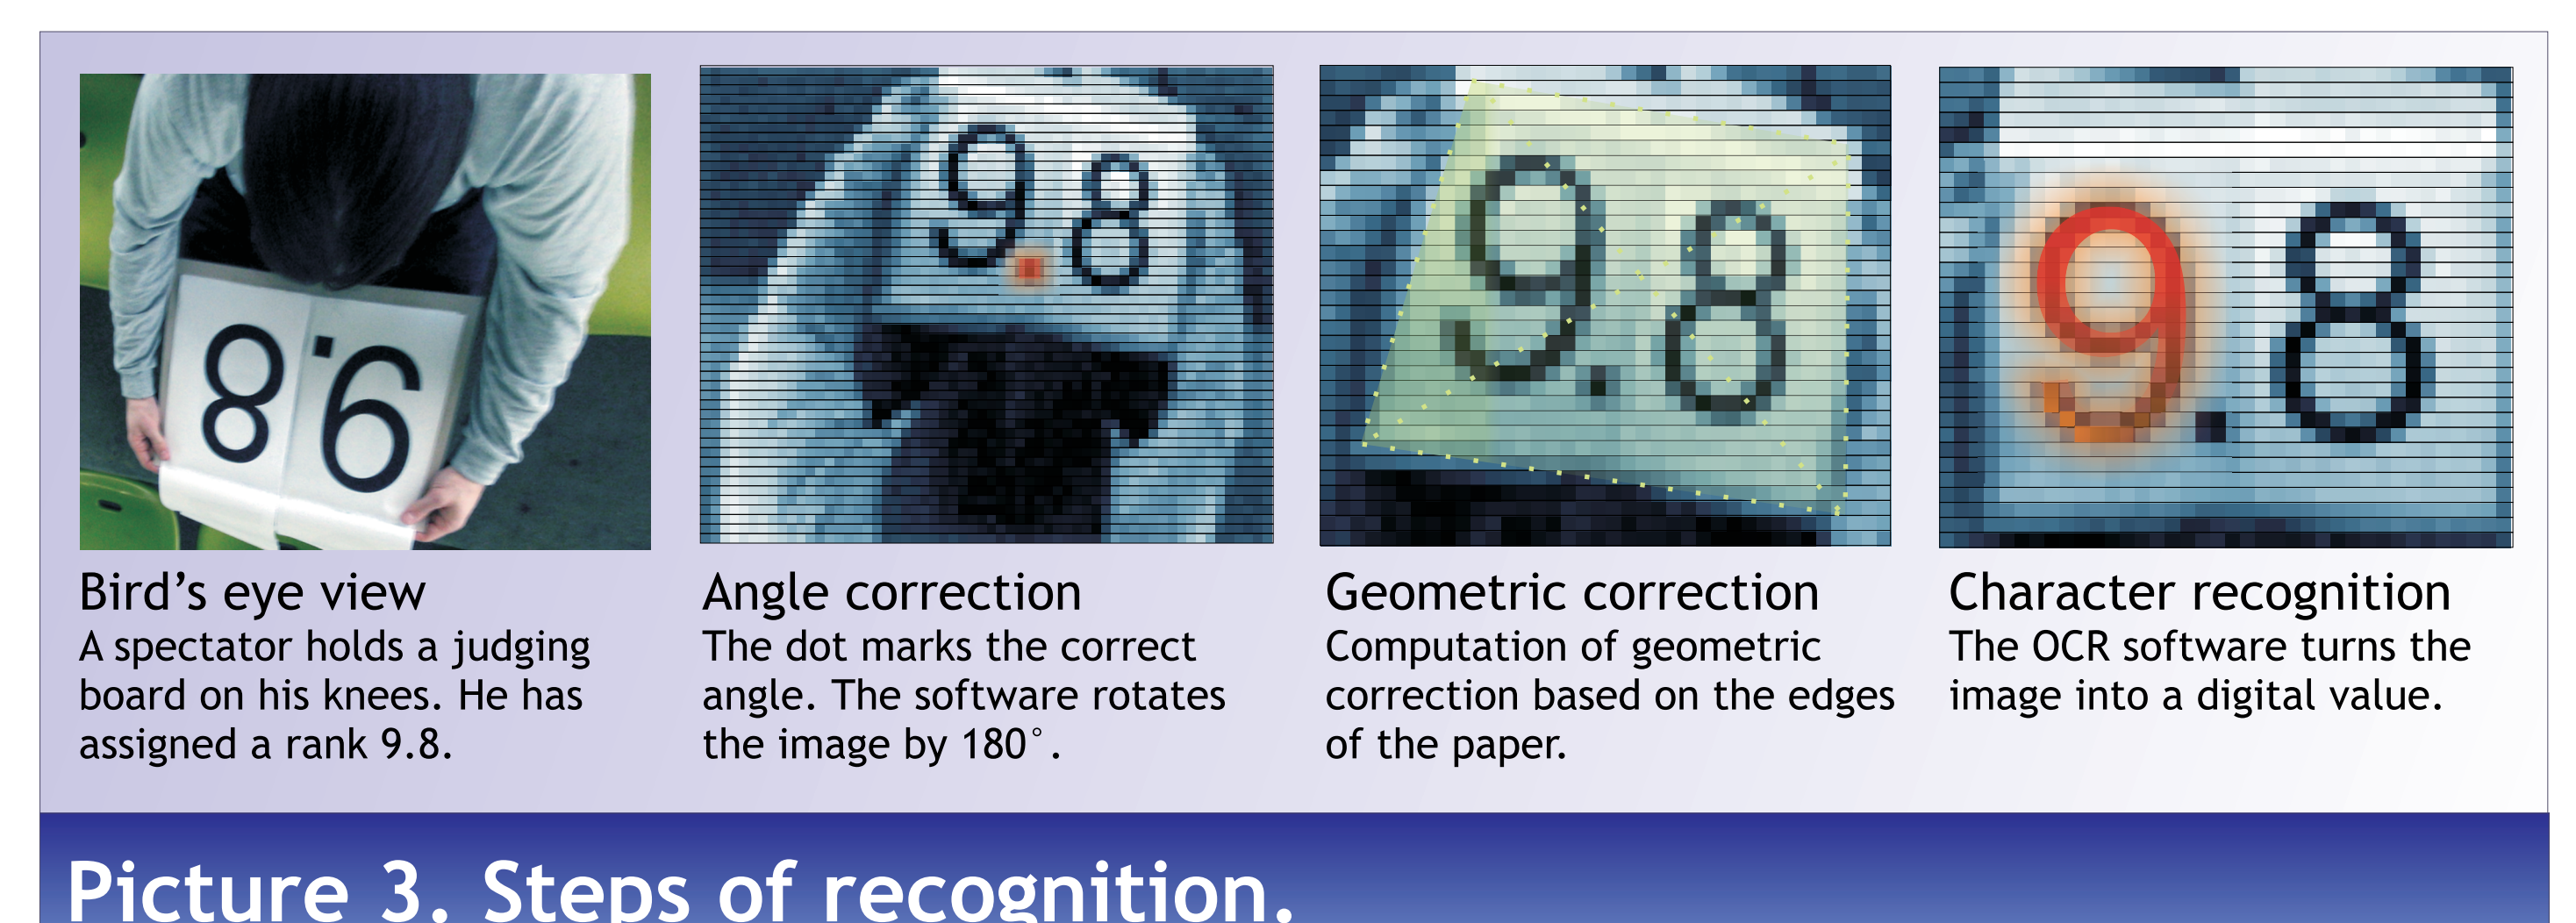 9.8
9.8
9.8
9.8
Bird’s eye view
A spectator holds a judging
board on his knees. He has
assigned a rank 9.8.
Angle correction
The dot marks the correct
angle. The software rotates
the image by 180°.
Geometric correction
Computation of geometric
correction based on the edges
of the paper.
Character recognition
The OCR software turns the
image into a digital value.
Picture 3. Steps of recognition.